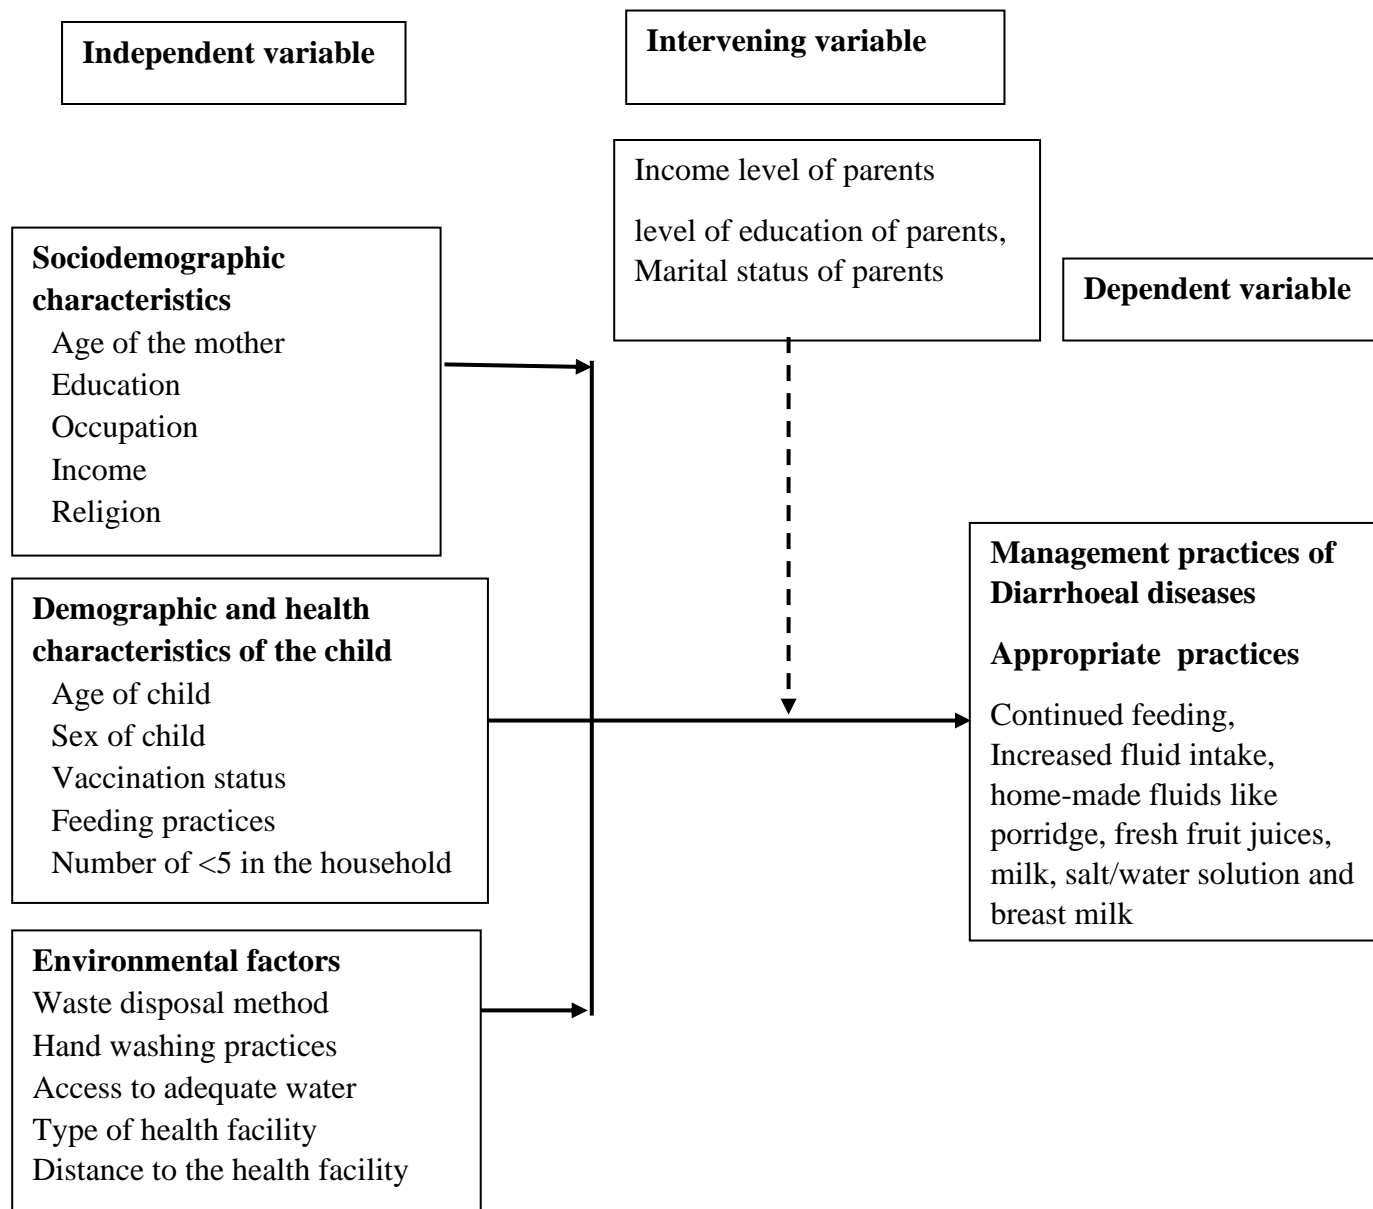 Independent variable
Intervening variable
Income level of parents
level of education of parents,
Marital status of parents
Dependent variable
Sociodemographic
characteristics
Age of the mother
Education
Occupation
Income
Religion
Demographic and health
characteristics of the child
Age of child
Sex of child
Vaccination status
Feeding practices
Number of <5 in the household
Environmental factors
Waste disposal method
Hand washing practices
Access to adequate water
Type of health facility
Distance to the health facility
Management practices of
Diarrhoeal diseases
Appropriate  practices
Continued feeding,
Increased fluid intake,
home-made fluids like
porridge, fresh fruit juices,
milk, salt/water solution and
breast milk